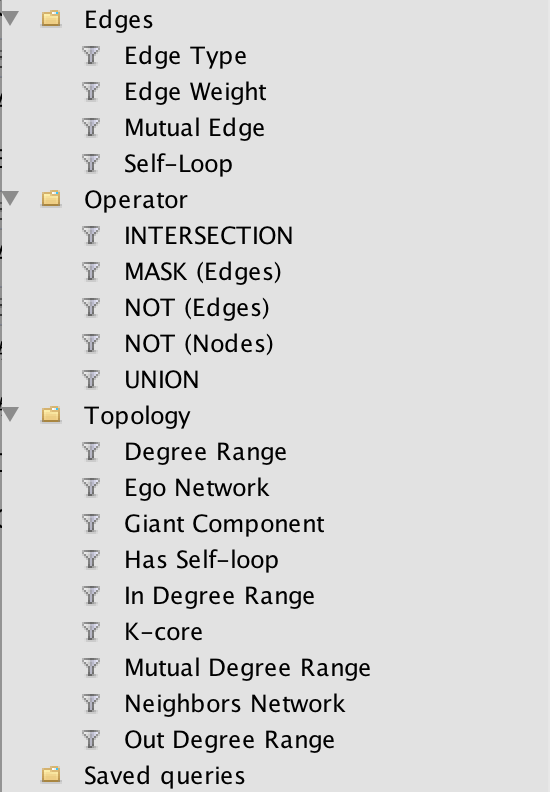 Edges
Edge Type
Edge Weight
Mutual Edge
Self-Loop
Operator
INTERSECTION
MASK (Edges)
NOT (Edges)
NOT (Nodes)
UNION
Topology
Degree Range
Ego Network
Giant Component
Has Self-loop
In Degree Range
K-core
Mutual Degree Range
Neighbors Network
Out Degree Range
Saved queries